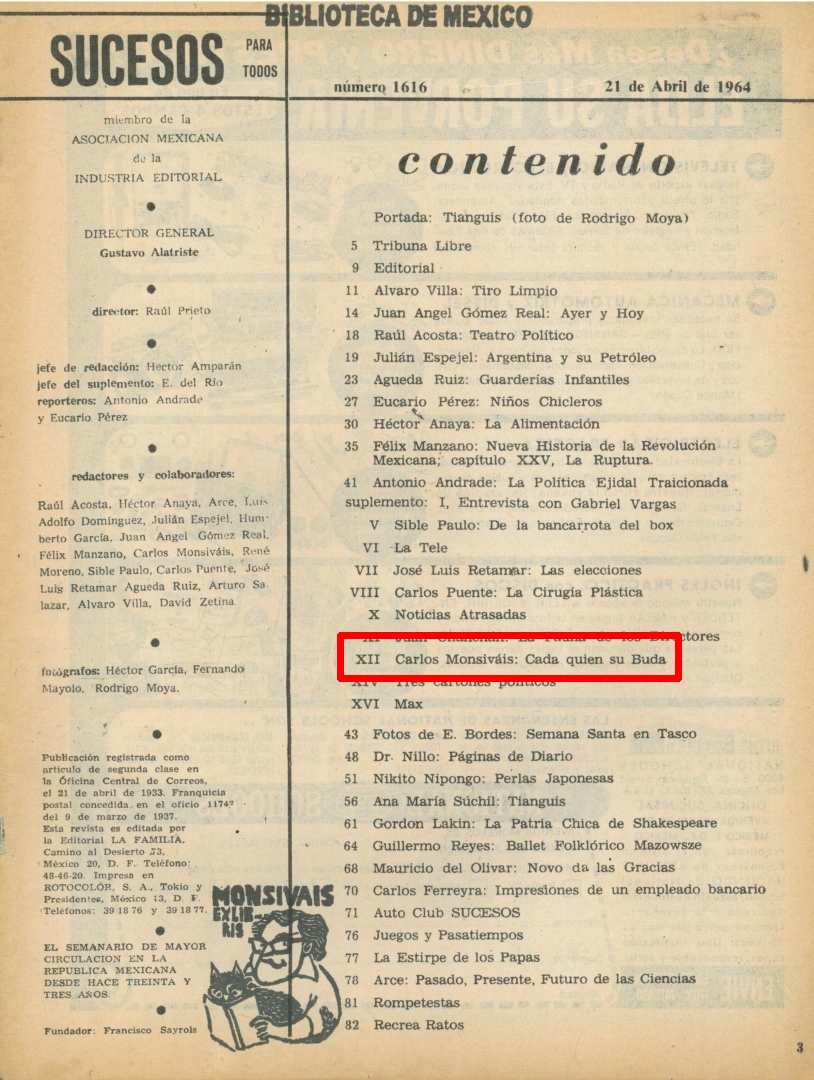 BIBLIOTECA DE MEXICO
SUCESOS
PARA
TODOS
número 1616
21 de Abril de 1964
miembro de la
ASOCIACION MEXICANA
de la
INDUSTRIA EDITORIAL
DIRECTOR GENERAL
Gustavo Alatriste
director: Raúl Prieto
jefe de redacción: Hector Amparán
jefe del suplemento: E. del Río
reporteros: Antonio Andrade
y Eucario Pérez
redactores y colaboradores:
Raúl Acosta, Héctor Anaya, Arce, Luis
Adolfo Domínguez, Julián Espejel, Hum-
berto García, Juan Angel Gómez Real,
Félix Manzano, Carlos Monsiváis, René
Moreno, Sible Paulo, Carlos Puente, José
Luis Retamar Agueda Ruiz, Arturo Sa
lazar, Alvaro Villa, David Zetina.
fotógrafos: Héctor García, Fernando
Mayolo, Rodrigo Moya.
Publicación registrada como
artículo de segunda clase en
la Oficina Central de Correos,
el 21 de abril de 1933. Franquicia
postal concedida en el oficio 11747
del 9 de marzo de 1937.
Esta revista es editada por
la Editorial LA FAMILIA,
Camino al Desierto 73,
México 20, D. F. Teléfono:
48-46-20. Impresa en
ROTOCOLOR, S. A., Tokio y
Presidentes, México 13, D. F.
Teléfonos: 39 18 76 y 39 18 77.
EL SEMANARIO DE MAYOR
CIRCULACION EN LA
REPUBLICA MEXICANA
DESDE HACE TREINTA Y
TRES AÑOS.
Fundador: Francisco Sayrols
MONSIVAIS
EXLIB-
RIS
contenido
Portada: Tianguis (foto de Rodrigo Moya)
5 Tribuna Libre
9 Editorial
11 Alvaro Villa: Tiro Limpio
14 Juan Angel Gómez Real: Ayer y Hoy
18 Raúl Acosta: Teatro Político
19 Julián Espejel: Argentina y su Petróleo
23 Agueda Ruiz: Guarderías Infantiles
27 Eucario Pérez: Niños Chicleros
30 Héctor Anaya: La Alimentación
35 Félix Manzano: Nueva Historia de la Revolución
Mexicana; capítulo XXV, La Ruptura.
41 Antonio Andrade: La Política Ejidal Traicionada
suplemento: I, Entrevista con Gabriel Vargas
V Sible Paulo: De la bancarrota del box
VI La Tele
VII José Luis Retamar: Las elecciones
VIII Carlos Puente: La Cirugía Plástica
X Noticias Atrasadas
XI Juan La Fauna de los Directores
XII Carlos Monsiváis: Cada quien su Buda
XIV Tres cartones políticos
XVI Max
43 Fotos de E. Bordes: Semana Santa en Tasco
48 Dr. Nillo: Páginas de Diario
51 Nikito Nipongo: Perlas Japonesas
56 Ana María Súchil: Tianguis
61 Gordon Lakin: La Patria Chica de Shakespeare
64 Guillermo Reyes: Ballet Folklórico Mazowsze
68 Mauricio del Olivar: Novo da las Gracias
70 Carlos Ferreyra: Impresiones de un empleado bancario
71 Auto Club SUCESOS
76 Juegos y Pasatiempos
77 La Estirpe de los Papas
78 Arce: Pasado, Presente, Futuro de las Ciencias
81 Rompetestas
82 Recrea Ratos
3